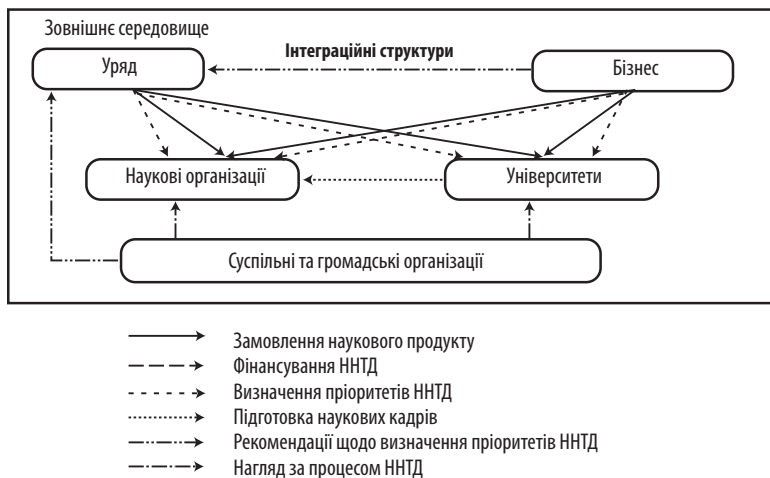 Зовнішнє середовище
Уряд
Інтеграційні структури
Бізнес
Наукові організації
Університети
Суспільні та громадські організації
Замовлення наукового продукту
Фінансування ННТД
Визначення пріоритетів ННТД
Підготовка наукових кадрів
Рекомендації щодо визначення пріоритетів ННТД
Нагляд за процесом ННТД